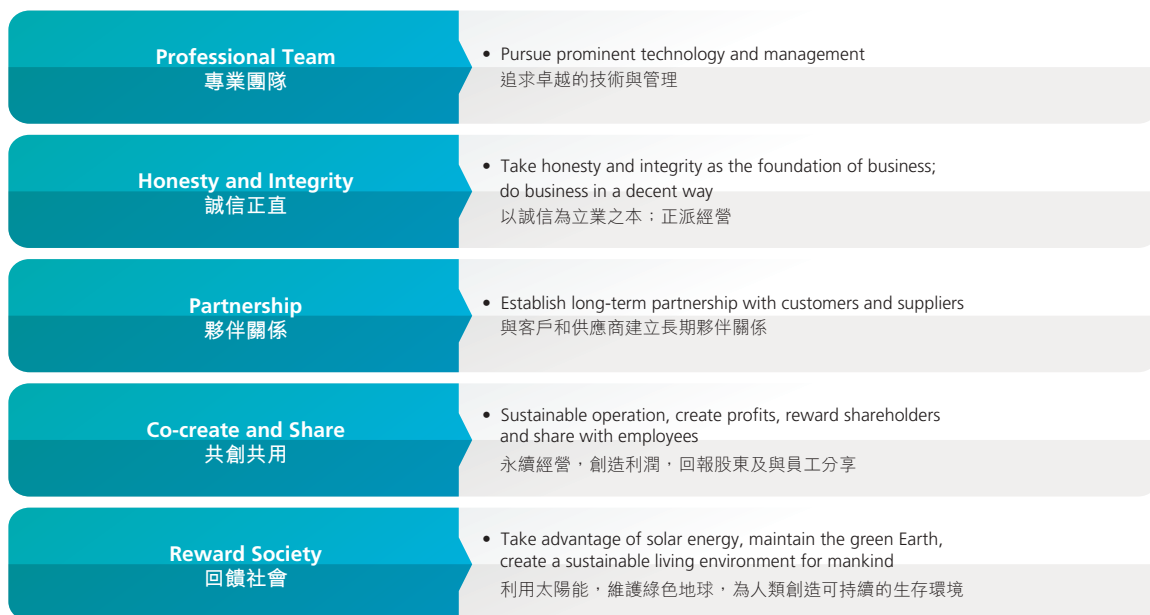 Professional Team
專業團隊
• Pursue prominent technology and management
追求卓越的技術與管理
Honesty and Integrity
誠信正直
• Take honesty and integrity as the foundation of business;
do business in a decent way
以誠信為立業之本；正派經營
Partnership
夥伴關係
• Establish long-term partnership with customers and suppliers
與客戶和供應商建立長期夥伴關係
Co-create and Share
共創共用
• Sustainable operation, create profits, reward shareholders
and share with employees
永續經營，創造利潤，回報股東及與員工分享
Reward Society
回饋社會
• Take advantage of solar energy, maintain the green Earth,
create a sustainable living environment for mankind
利用太陽能，維護綠色地球，為人類創造可持續的生存環境